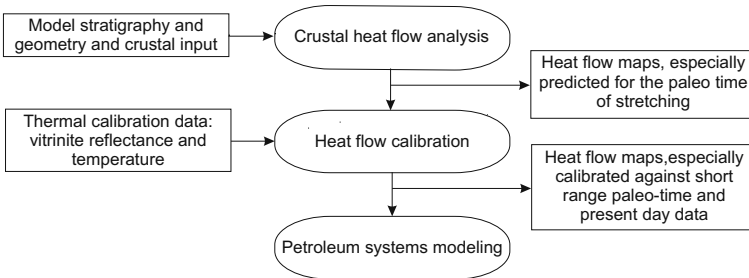 Model stratigraphy and
geometry and crustal input
Crustal heat flow analysis
Heat flow maps, especially
predicted for the paleo time
of stretching
Thermal calibration data:
vitrinite reflectance and
temperature
Heat flow calibration
Heat flow maps,especially
calibrated against short
range paleo-time and
present day data
Petroleum systems modeling